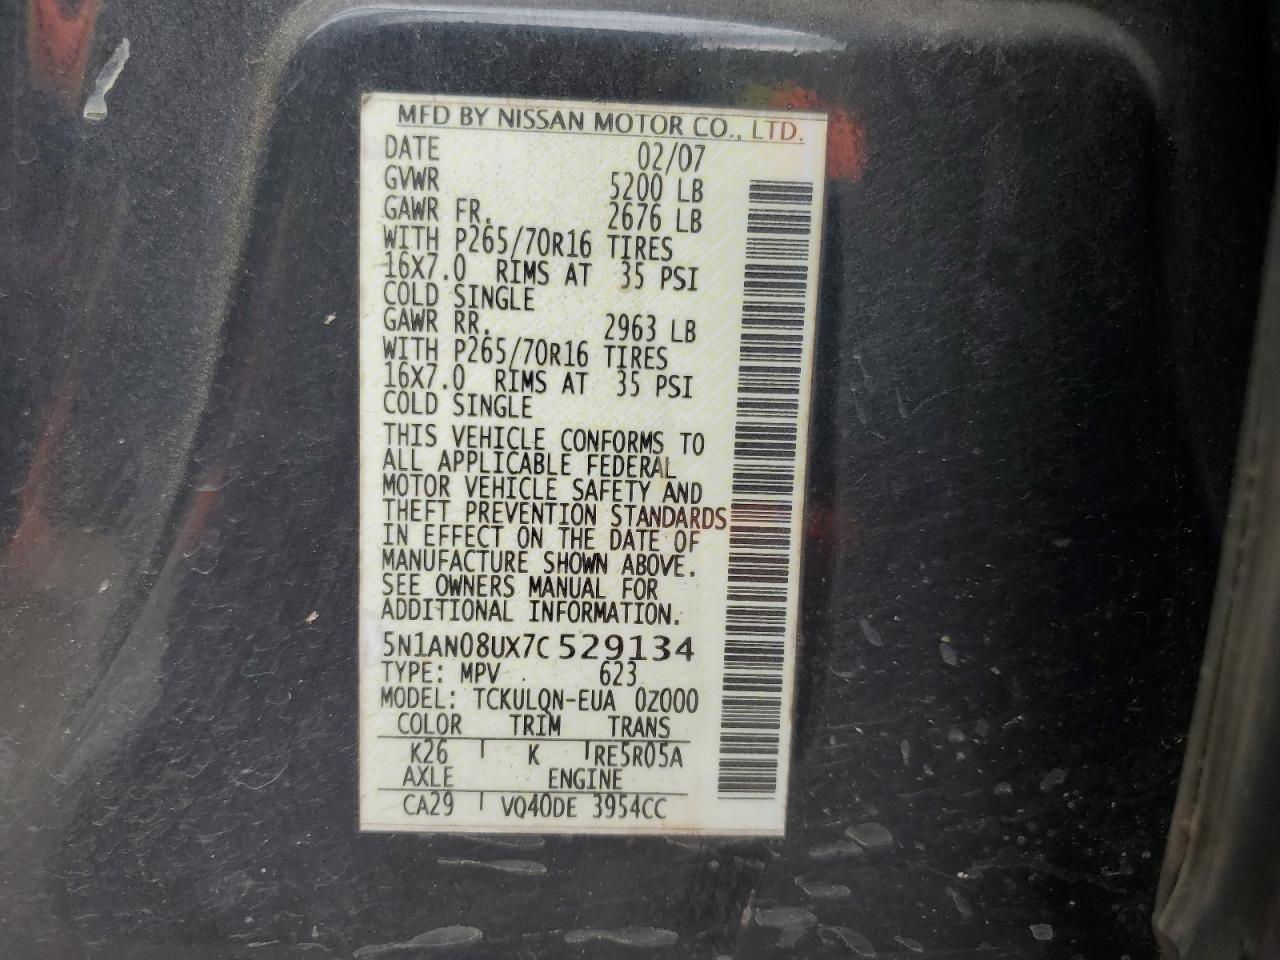 MFD BY NISSAN MOTOR CO., LTD.
DATE 02/07
GVWR 5200 LB
GAWR FR. 2676 LB
WITH P265/70R16 TIRES
16X7.0 RIMS AT 35 PSI
COLD SINGLE
GAWR RR. 2963 LB
WITH P265/70R16 TIRES
16X7.0 RIMS AT 35 PSI
COLD SINGLE
THIS VEHICLE CONFORMS TO
ALL APPLICABLE FEDERAL
MOTOR VEHICLE SAFETY AND
THEFT PREVENTION STANDARDS
IN EFFECT ON THE DATE OF
MANUFACTURE SHOWN ABOVE.
SEE OWNERS MANUAL FOR
ADDITIONAL INFORMATION.
5N1AN08UX7C529134
TYPE: MPV 623
MODEL: TCKULQN-EUA 0Z000
COLOR TRIM TRANS
K26 K RE5R05A
AXLE ENGINE
CA29 VQ40DE 3954CC